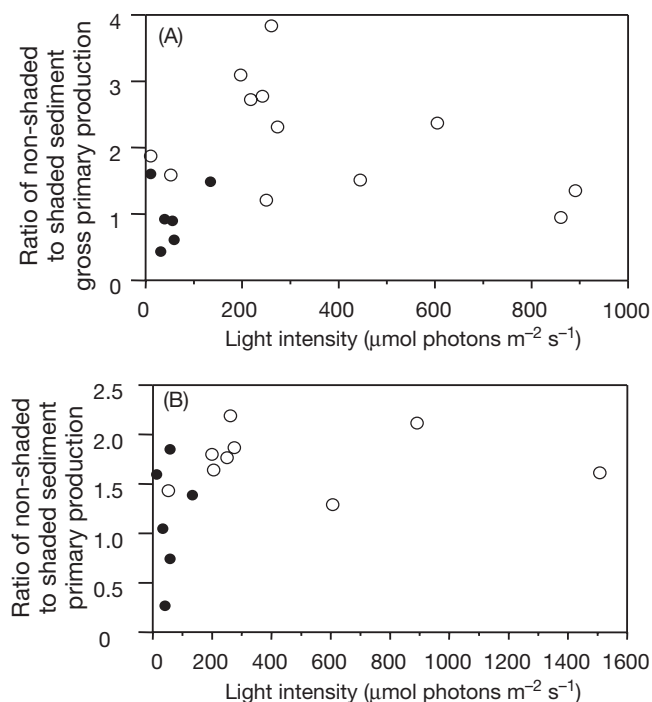 (A)
Ratio of non-shaded
to shaded sediment
gross primary production
4
3
2
1
0
0 200 400 600 800 1000
Light intensity (μmol photons m⁻² s⁻¹)
(B)
Ratio of non-shaded
to shaded sediment
primary production
2.5
2.0
1.5
1.0
0.5
0
0 200 400 600 800 1000 1200 1400 1600
Light intensity (μmol photons m⁻² s⁻¹)